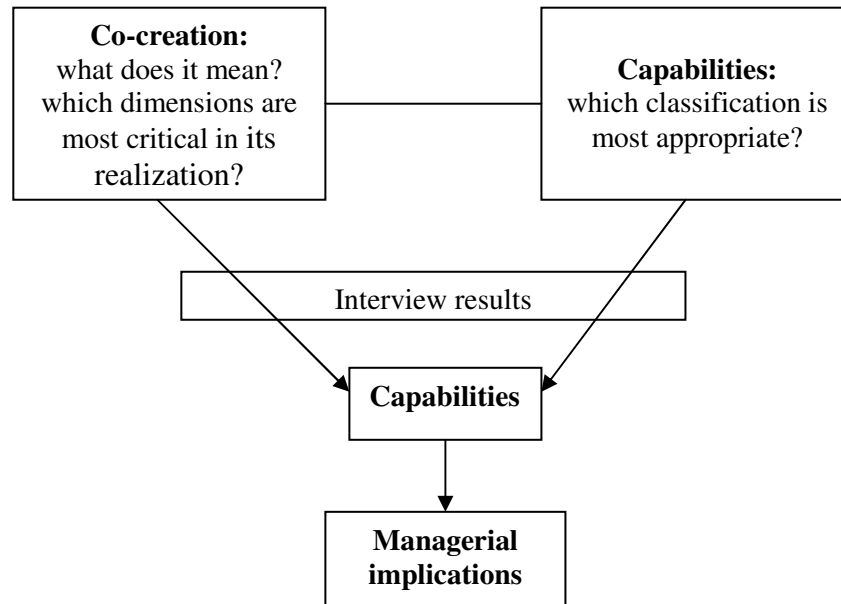 Co-creation:
what does it mean?
which dimensions are
most critical in its
realization?
Capabilities:
which classification is
most appropriate?
Interview results
Capabilities
Managerial
implications